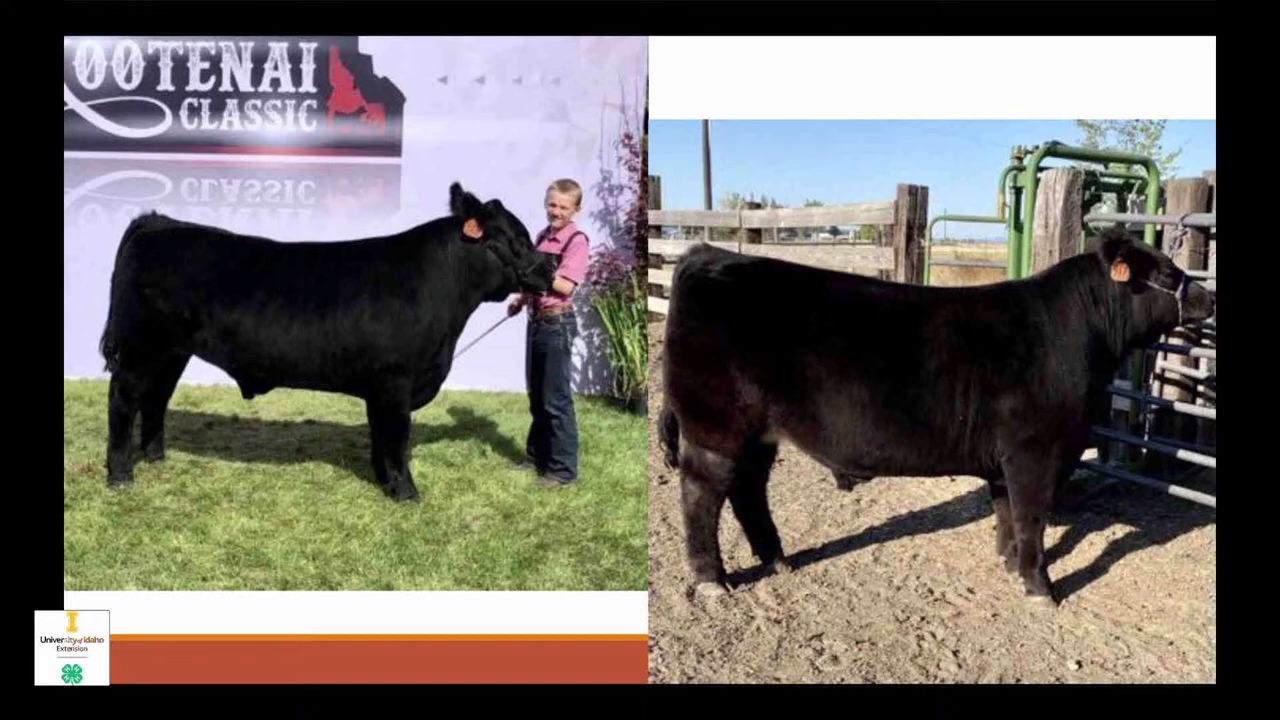 OOTENAI
CLASSIC
CLASSIC
I
University of Idaho
Extension